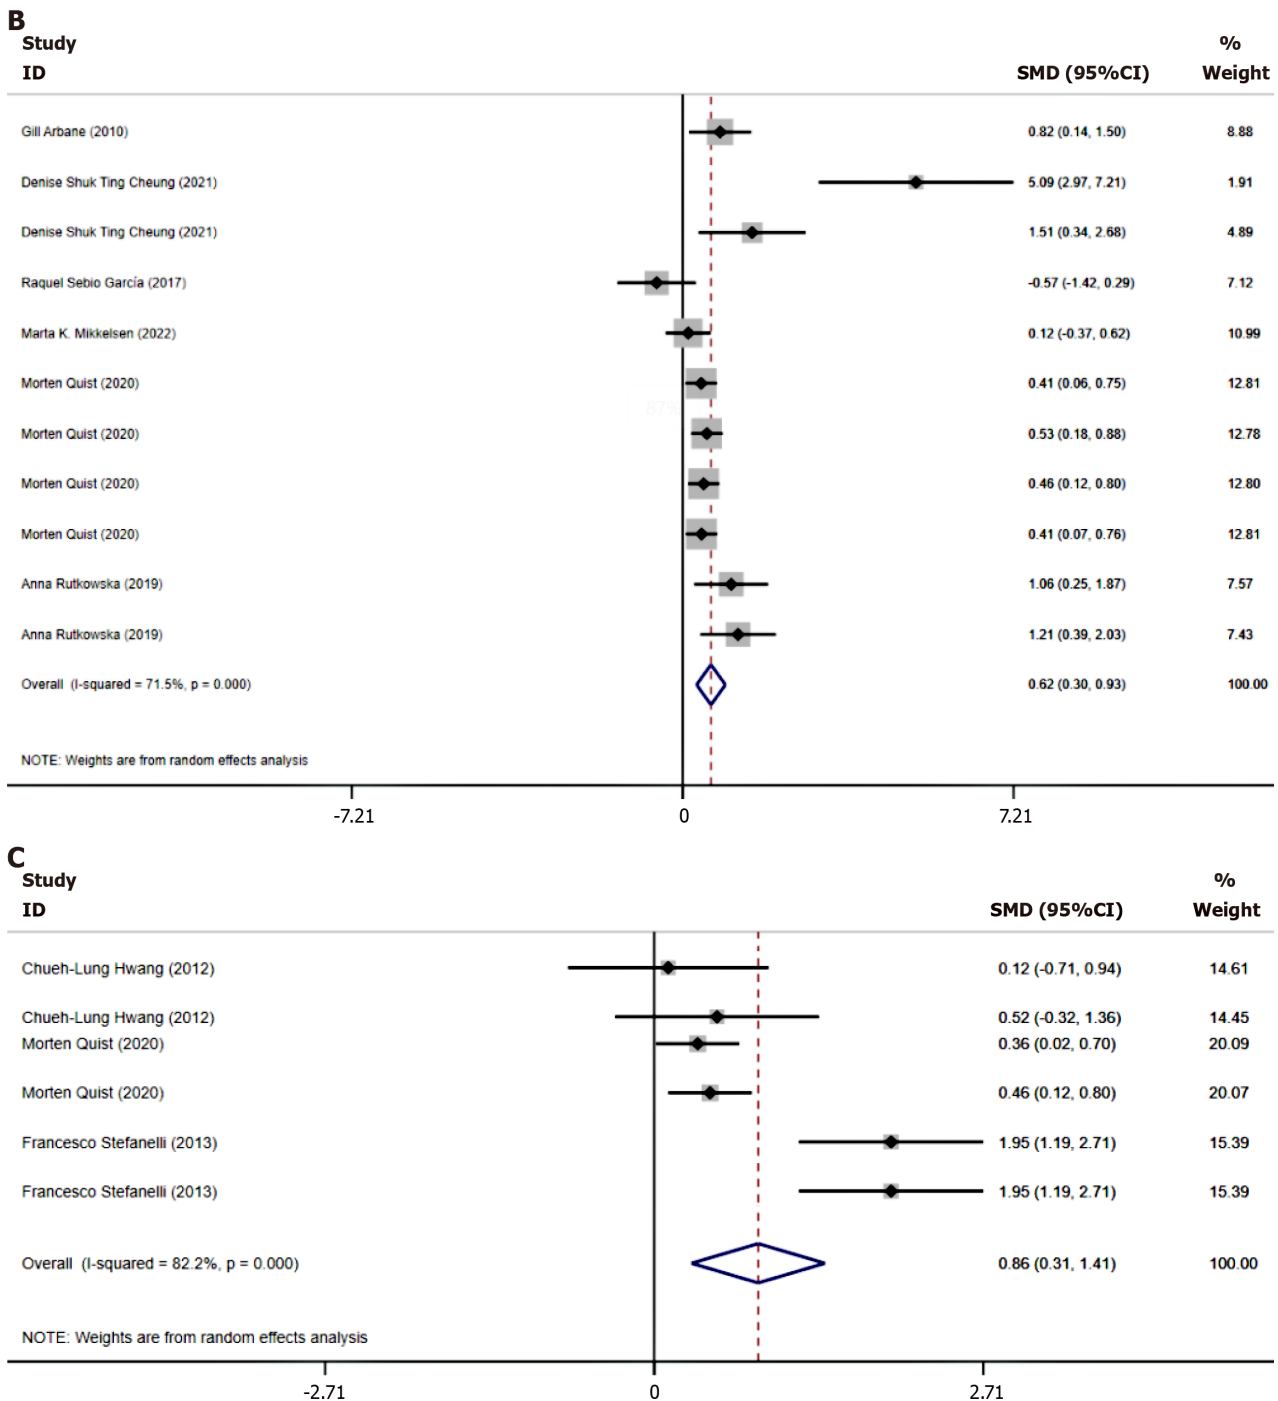 B
Study %
ID SMD (95%CI) Weight
Gill Arbane (2010) 0.82 (0.14, 1.50) 8.88
Denise Shuk Ting Cheung (2021) 5.09 (2.97, 7.21) 1.91
Denise Shuk Ting Cheung (2021) 1.51 (0.34, 2.68) 4.89
Raquel Sebio García (2017) -0.57 (-1.42, 0.29) 7.12
Marta K. Mikkelsen (2022) 0.12 (-0.37, 0.62) 10.99
Morten Quist (2020) 0.41 (0.06, 0.75) 12.81
87%
Morten Quist (2020) 0.53 (0.18, 0.88) 12.78
Morten Quist (2020) 0.46 (0.12, 0.80) 12.80
Morten Quist (2020) 0.41 (0.07, 0.76) 12.81
Anna Rutkowska (2019) 1.06 (0.25, 1.87) 7.57
Anna Rutkowska (2019) 1.21 (0.39, 2.03) 7.43
Overall (I-squared = 71.5%, p = 0.000) 0.62 (0.30, 0.93) 100.00
NOTE: Weights are from random effects analysis
-7.21 0 7.21
C
Study %
ID SMD (95%CI) Weight
Chueh-Lung Hwang (2012) 0.12 (-0.71, 0.94) 14.61
Chueh-Lung Hwang (2012) 0.52 (-0.32, 1.36) 14.45
Morten Quist (2020) 0.36 (0.02, 0.70) 20.09
Morten Quist (2020) 0.46 (0.12, 0.80) 20.07
Francesco Stefanelli (2013) 1.95 (1.19, 2.71) 15.39
Francesco Stefanelli (2013) 1.95 (1.19, 2.71) 15.39
Overall (I-squared = 82.2%, p = 0.000) 0.86 (0.31, 1.41) 100.00
NOTE: Weights are from random effects analysis
-2.71 0 2.71